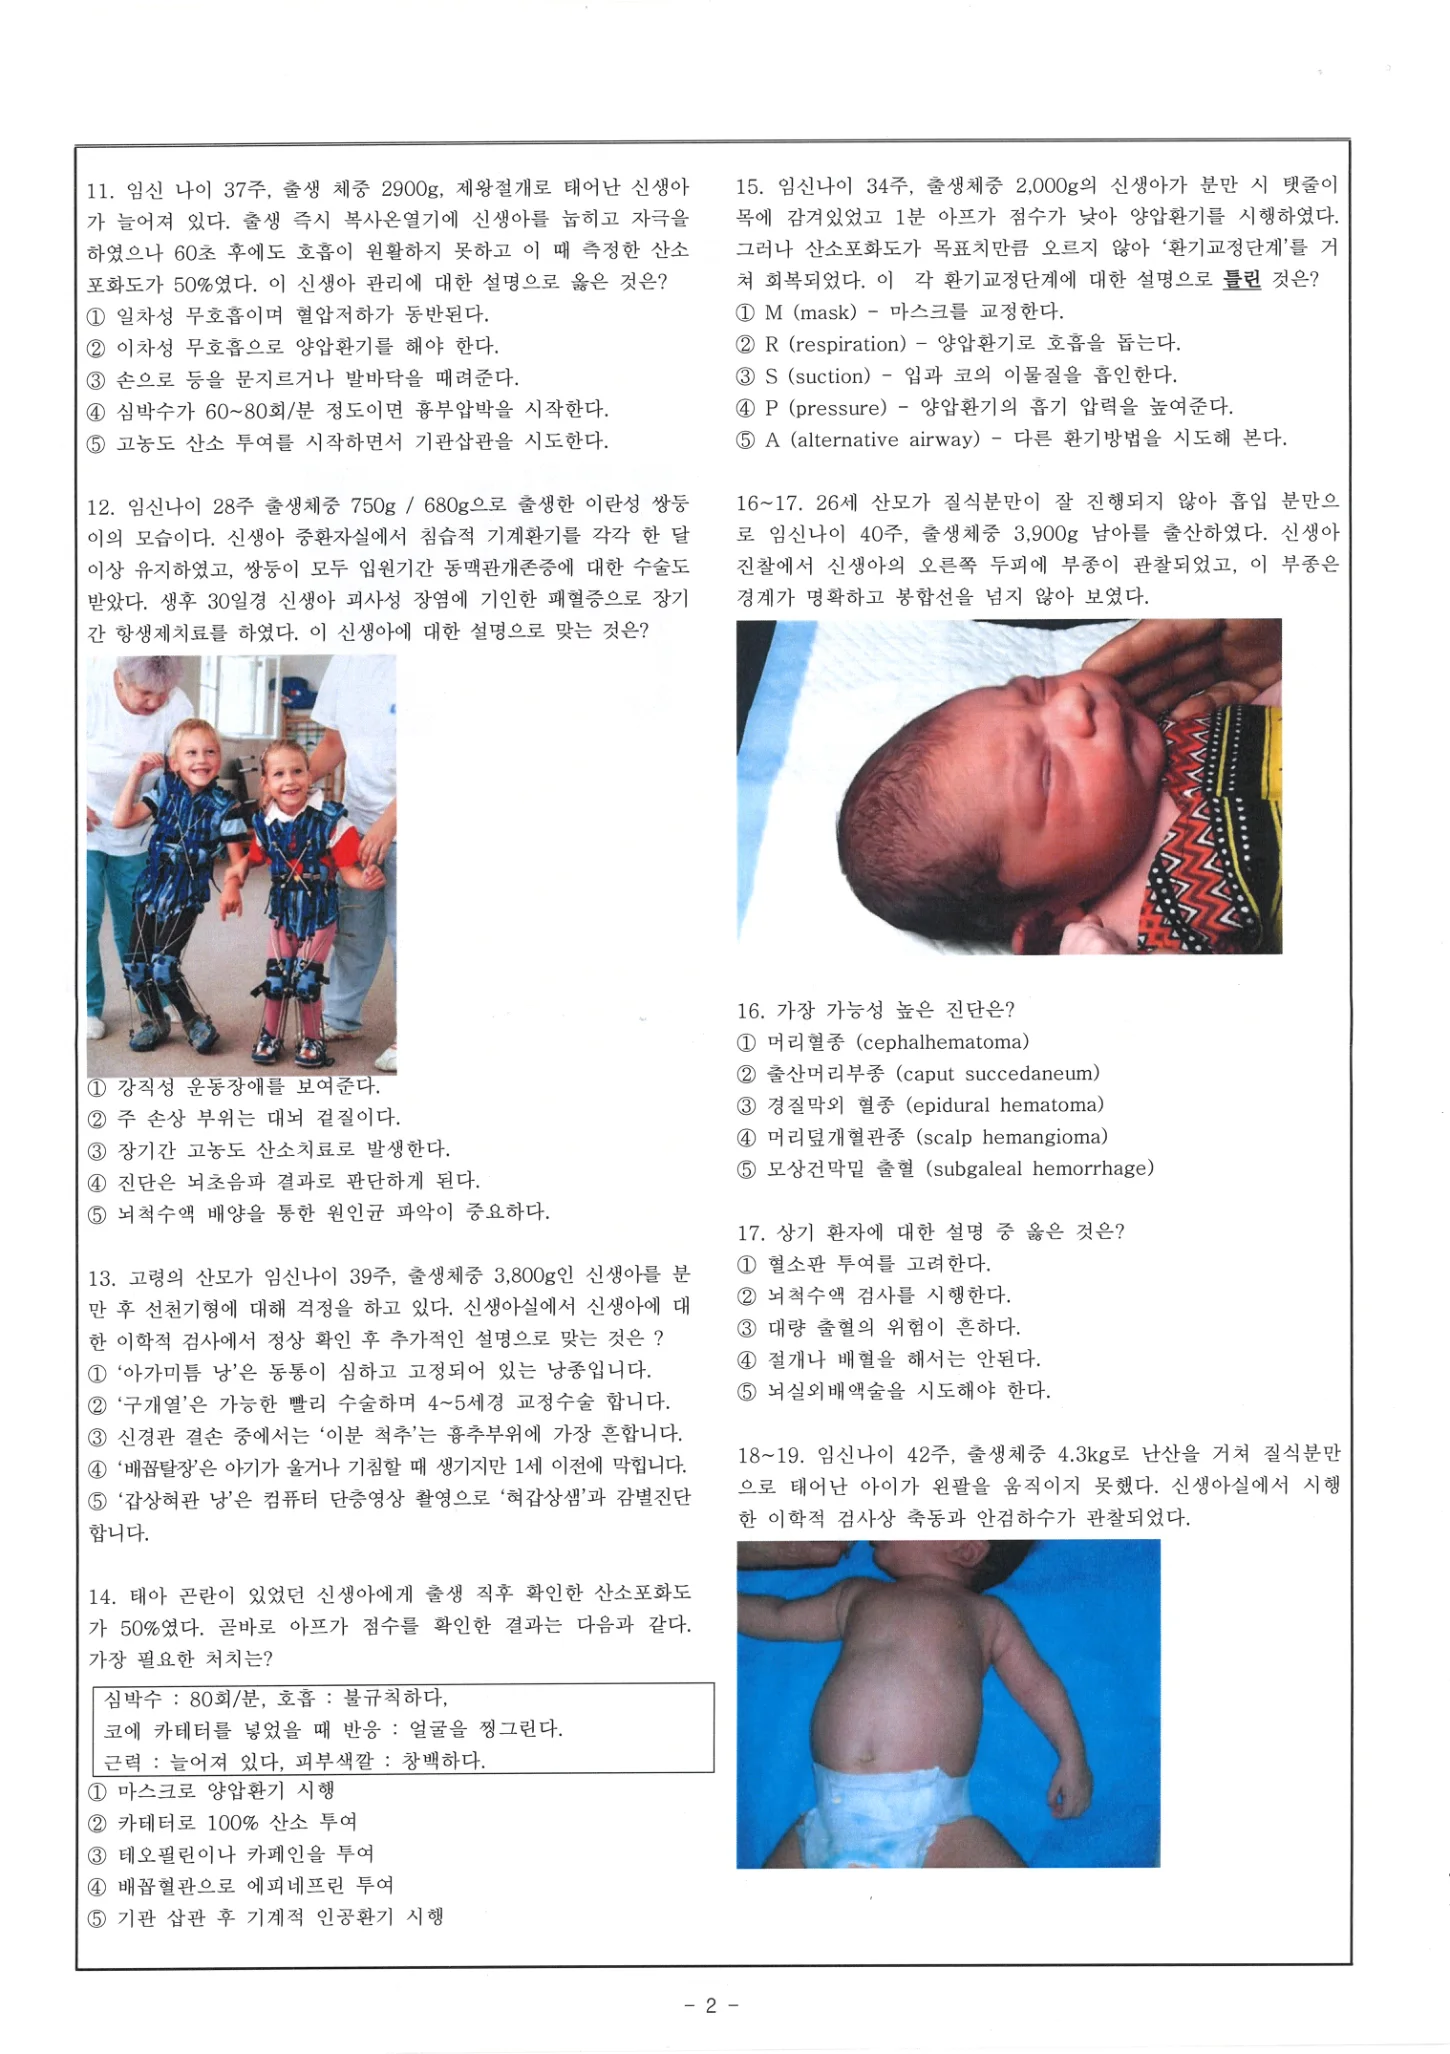 11. 임신 나이 37주, 출생 체중 2900g, 제왕절개로 태어난 신생아
가 늘어져 있다. 출생 즉시 복사온열기에 신생아를 눕히고 자극을
하였으나 60초 후에도 호흡이 원활하지 못하고 이 때 측정한 산소
포화도가 50%였다. 이 신생아 관리에 대한 설명으로 옳은 것은?
① 일차성 무호흡이며 혈압저하가 동반된다.
② 이차성 무호흡으로 양압환기를 해야 한다.
③ 손으로 등을 문지르거나 발바닥을 때려준다.
④ 심박수가 60~80회/분 정도이면 흉부압박을 시작한다.
⑤ 고농도 산소 투여를 시작하면서 기관삽관을 시도한다.
12. 임신나이 28주 출생체중 750g / 680g으로 출생한 이란성 쌍둥
이의 모습이다. 신생아 중환자실에서 침습적 기계환기를 각각 한 달
이상 유지하였고, 쌍둥이 모두 입원기간 동맥관개존증에 대한 수술도
받았다. 생후 30일경 신생아 괴사성 장염에 기인한 패혈증으로 장기
간 항생제치료를 하였다. 이 신생아에 대한 설명으로 맞는 것은?
① 강직성 운동장애를 보여준다.
② 주 손상 부위는 대뇌 겉질이다.
③ 장기간 고농도 산소치료로 발생한다.
④ 진단은 뇌초음파 결과로 판단하게 된다.
⑤ 뇌척수액 배양을 통한 원인균 파악이 중요하다.
13. 고령의 산모가 임신나이 39주, 출생체중 3,800g인 신생아를 분
만 후 선천기형에 대해 걱정을 하고 있다. 신생아실에서 신생아에 대
한 이학적 검사에서 정상 확인 후 추가적인 설명으로 맞는 것은 ?
① ‘아가미틈 낭’은 동통이 심하고 고정되어 있는 낭종입니다.
② ‘구개열’은 가능한 빨리 수술하며 4~5세경 교정수술 합니다.
③ 신경관 결손 중에서는 ‘이분 척추’는 흉추부위에 가장 흔합니다.
④ ‘배꼽탈장’은 아기가 울거나 기침할 때 생기지만 1세 이전에 막힙니다.
⑤ ‘갑상혀관 낭’은 컴퓨터 단층영상 촬영으로 ‘혀갑상샘’과 감별진단
합니다.
14. 태아 곤란이 있었던 신생아에게 출생 직후 확인한 산소포화도
가 50%였다. 곧바로 아프가 점수를 확인한 결과는 다음과 같다.
가장 필요한 처치는?
심박수 : 80회/분, 호흡 : 불규칙하다,
코에 카테터를 넣었을 때 반응 : 얼굴을 찡그린다.
근력 : 늘어져 있다, 피부색깔 : 창백하다.
① 마스크로 양압환기 시행
② 카테터로 100% 산소 투여
③ 테오필린이나 카페인을 투여
④ 배꼽혈관으로 에피네프린 투여
⑤ 기관 삽관 후 기계적 인공환기 시행
15. 임신나이 34주, 출생체중 2,000g의 신생아가 분만 시 탯줄이
목에 감겨있었고 1분 아프가 점수가 낮아 양압환기를 시행하였다.
그러나 산소포화도가 목표치만큼 오르지 않아 ‘환기교정단계’를 거
쳐 회복되었다. 이 각 환기교정단계에 대한 설명으로 틀린 것은?
① M (mask) - 마스크를 교정한다.
② R (respiration) - 양압환기로 호흡을 돕는다.
③ S (suction) - 입과 코의 이물질을 흡인한다.
④ P (pressure) - 양압환기의 흡기 압력을 높여준다.
⑤ A (alternative airway) - 다른 환기방법을 시도해 본다.
16~17. 26세 산모가 질식분만이 잘 진행되지 않아 흡입 분만으
로 임신나이 40주, 출생체중 3,900g 남아를 출산하였다. 신생아
진찰에서 신생아의 오른쪽 두피에 부종이 관찰되었고, 이 부종은
경계가 명확하고 봉합선을 넘지 않아 보였다.
16. 가장 가능성 높은 진단은?
① 머리혈종 (cephalhematoma)
② 출산머리부종 (caput succedaneum)
③ 경질막외 혈종 (epidural hematoma)
④ 머리덮개혈관종 (scalp hemangioma)
⑤ 모상건막밑 출혈 (subgaleal hemorrhage)
17. 상기 환자에 대한 설명 중 옳은 것은?
① 혈소판 투여를 고려한다.
② 뇌척수액 검사를 시행한다.
③ 대량 출혈의 위험이 흔하다.
④ 절개나 배혈을 해서는 안된다.
⑤ 뇌실외배액술을 시도해야 한다.
18~19. 임신나이 42주, 출생체중 4.3kg로 난산을 거쳐 질식분만
으로 태어난 아이가 왼팔을 움직이지 못했다. 신생아실에서 시행
한 이학적 검사상 축동과 안검하수가 관찰되었다.
- 2 -